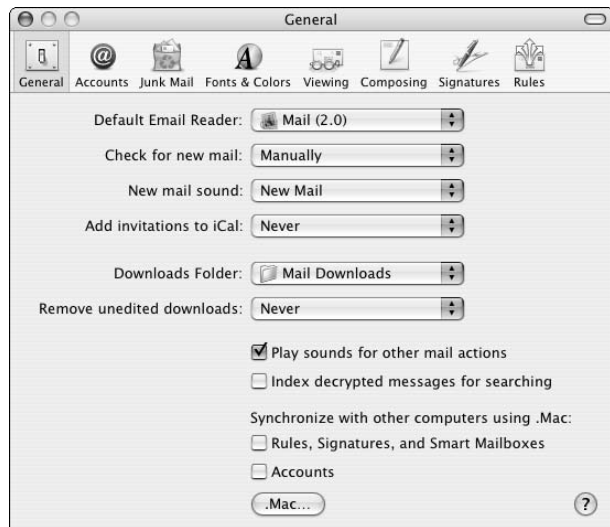 General
General Accounts Junk Mail Fonts & Colors Viewing Composing Signatures Rules
Default Email Reader: Mail (2.0)
Check for new mail: Manually
New mail sound: New Mail
Add invitations to iCal: Never
Downloads Folder: Mail Downloads
Remove unedited downloads: Never
Play sounds for other mail actions
Index decrypted messages for searching
Synchronize with other computers using .Mac:
Rules, Signatures, and Smart Mailboxes
Accounts
.Mac... ?